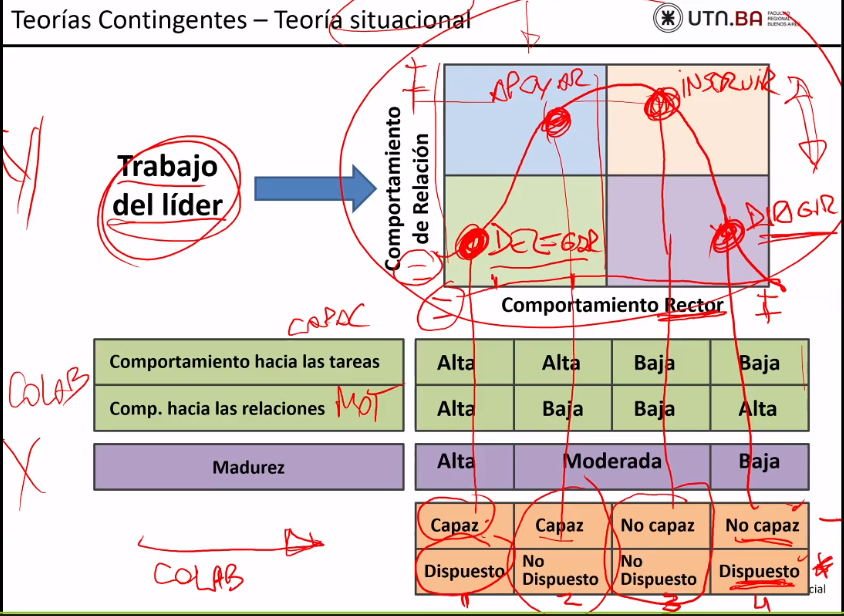 Teorías Contingentes – Teoría situacional
UTN.BA FACULTAD REGIONAL BUENOS AIRES
APOYAR
INSTRUIR
Trabajo
del líder
Comportamiento
de Relación
DELEGAR
DIRIGIR
Comportamiento Rector
CAPAC
COLAB
Comportamiento hacia las tareas Alta Alta Baja Baja
Comp. hacia las relaciones MOT Alta Baja Baja Alta
Madurez Alta Moderada Baja
Capaz Capaz No capaz No capaz
Dispuesto No Dispuesto No Dispuesto Dispuesto
COLAB
1 2 3 4
cial